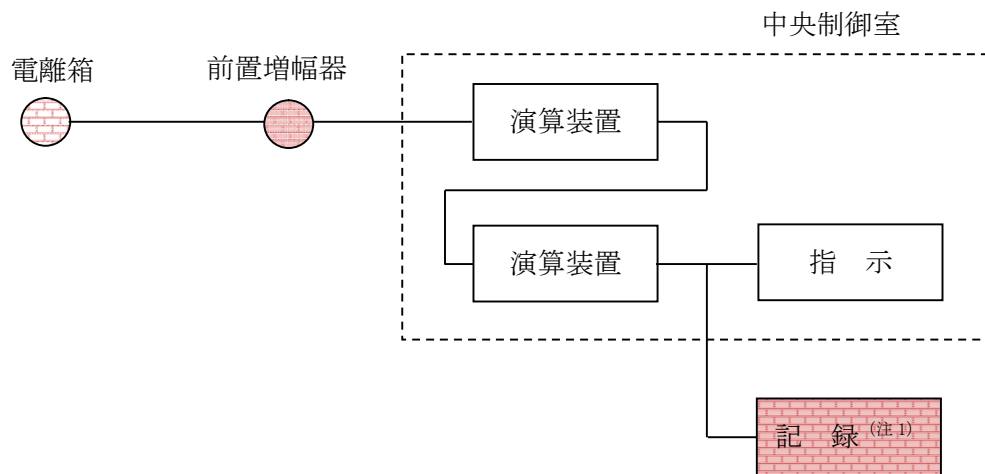 中央制御室
電離箱
前置増幅器
演算装置
演算装置
指 示
記 録(注1)